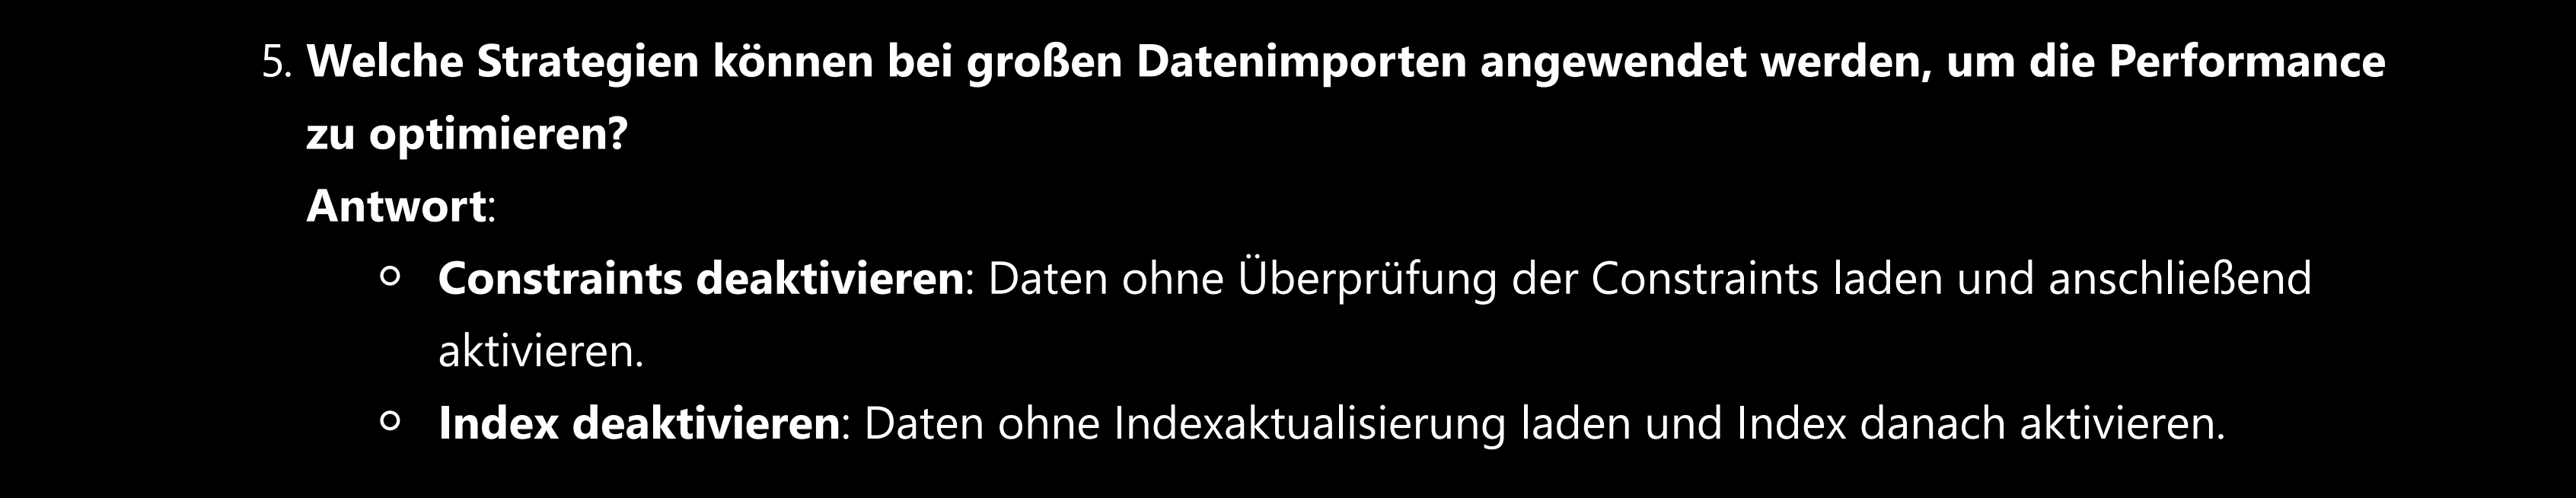 5. Welche Strategien können bei großen Datenimporten angewendet werden, um die Performance
zu optimieren?
Antwort:
○ Constraints deaktivieren: Daten ohne Überprüfung der Constraints laden und anschließend
aktivieren.
○ Index deaktivieren: Daten ohne Indexaktualisierung laden und Index danach aktivieren.